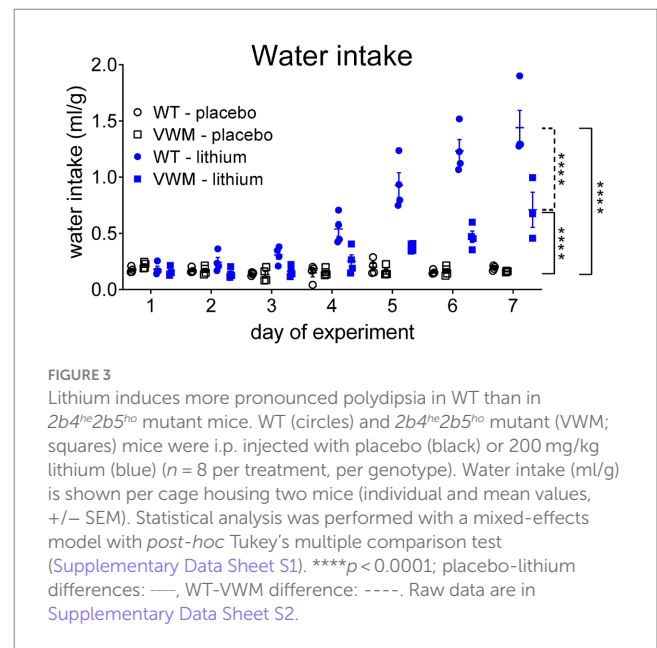 Water intake
2.0
1.5
1.0
0.5
0.0
water intake (ml/g)
WT - placebo
VWM - placebo
WT - lithium
VWM - lithium
****
****
****
1 2 3 4 5 6 7
day of experiment
FIGURE 3
Lithium induces more pronounced polydipsia in WT than in
2b4ʰᵉ2b5ʰᵒ mutant mice. WT (circles) and 2b4ʰᵉ2b5ʰᵒ mutant (VWM;
squares) mice were i.p. injected with placebo (black) or 200 mg/kg
lithium (blue) (n = 8 per treatment, per genotype). Water intake (ml/g)
is shown per cage housing two mice (individual and mean values,
+/− SEM). Statistical analysis was performed with a mixed-effects
model with post-hoc Tukey’s multiple comparison test
(Supplementary Data Sheet S1). ****p < 0.0001; placebo-lithium
differences: —, WT-VWM difference: ----. Raw data are in
Supplementary Data Sheet S2.